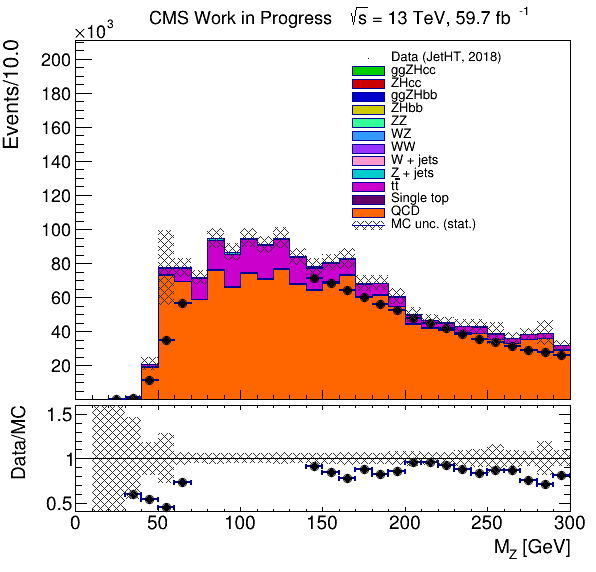 CMS Work in Progress √s = 13 TeV, 59.7 fb⁻¹
×10³
Events/10.0
200
180
160
140
120
100
80
60
40
20
Data (JetHT, 2018)
ggZHcc
ZHcc
ggZHbb
ZHbb
ZZ
WZ
WW
W + jets
Z + jets
tt̅
Single top
QCD
MC unc. (stat.)
Data/MC
1.5
1
0.5
0 50 100 150 200 250 300
M_Z [GeV]